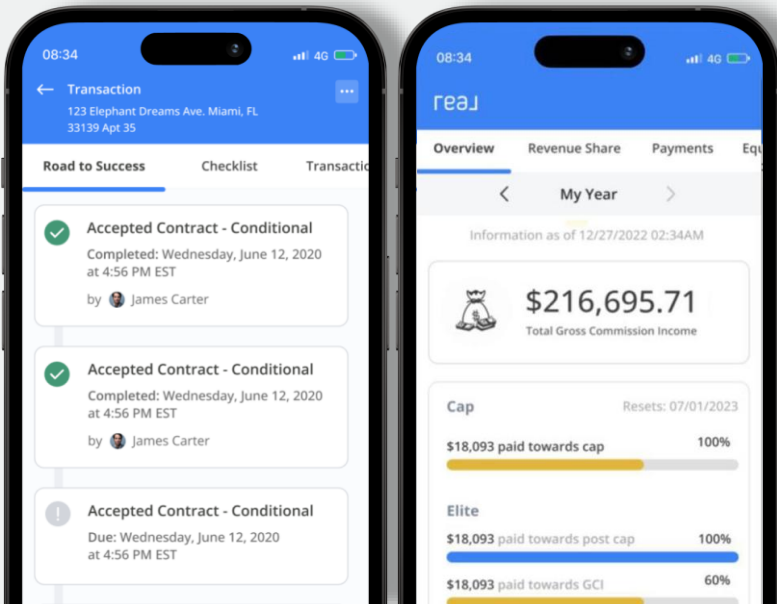 08:34
4G
Transaction
123 Elephant Dreams Ave. Miami, FL
33139 Apt 35
Road to Success Checklist Transactic
Accepted Contract - Conditional
Completed: Wednesday, June 12, 2020
at 4:56 PM EST
by James Carter
Accepted Contract - Conditional
Completed: Wednesday, June 12, 2020
at 4:56 PM EST
by James Carter
Accepted Contract - Conditional
Due: Wednesday, June 12, 2020
at 4:56 PM EST
08:34
4G
real
Overview Revenue Share Payments Equ
My Year
Information as of 12/27/2022 02:34AM
$216,695.71
Total Gross Commission Income
Cap Resets: 07/01/2023
$18,093 paid towards cap 100%
Elite
$18,093 paid towards post cap 100%
$18,093 paid towards GCI 60%